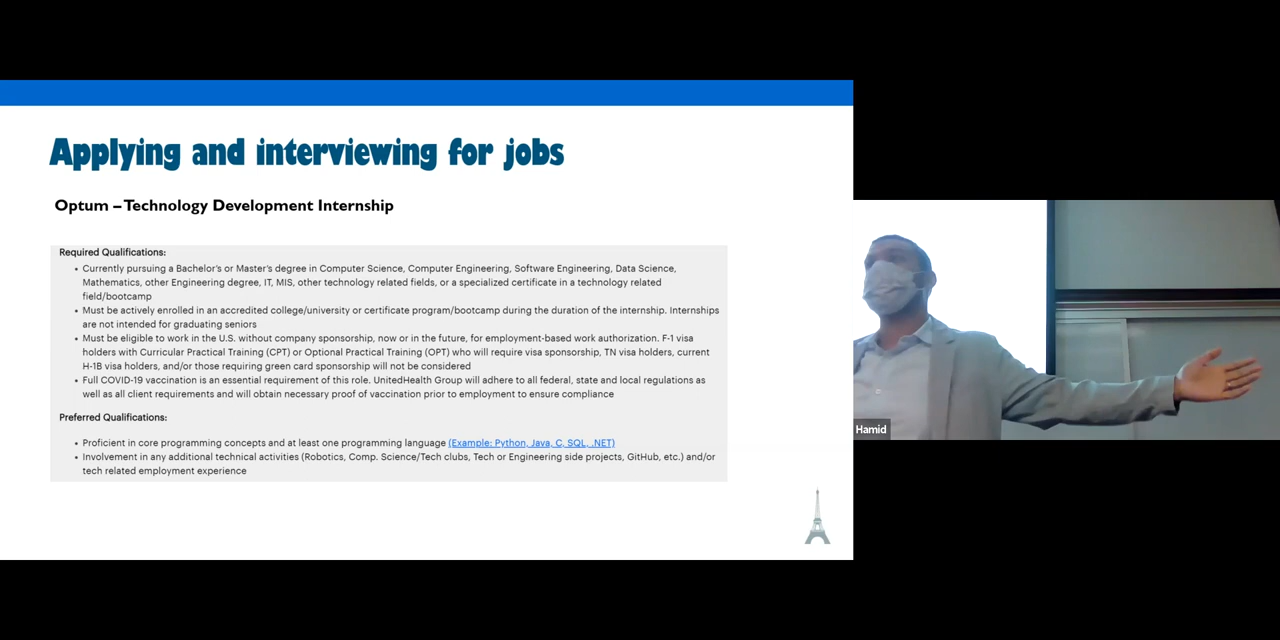 Applying and interviewing for jobs
Optum – Technology Development Internship
Required Qualifications:
• Currently pursuing a Bachelor's or Master's degree in Computer Science, Computer Engineering, Software Engineering, Data Science,
Mathematics, other Engineering degree, IT, MIS, other technology related fields, or a specialized certificate in a technology related
field/bootcamp
• Must be actively enrolled in an accredited college/university or certificate program/bootcamp during the duration of the internship. Internships
are not intended for graduating seniors
• Must be eligible to work in the U.S. without company sponsorship, now or in the future, for employment-based work authorization. F-1 visa
holders with Curricular Practical Training (CPT) or Optional Practical Training (OPT) who will require visa sponsorship, TN visa holders, current
H-1B visa holders, and/or those requiring green card sponsorship will not be considered
• Full COVID-19 vaccination is an essential requirement of this role. UnitedHealth Group will adhere to all federal, state and local regulations as
well as all client requirements and will obtain necessary proof of vaccination prior to employment to ensure compliance
Preferred Qualifications:
• Proficient in core programming concepts and at least one programming language (Example: Python, Java, C, SQL, .NET)
• Involvement in any additional technical activities (Robotics, Comp. Science/Tech clubs, Tech or Engineering side projects, GitHub, etc.) and/or
tech related employment experience
Hamid